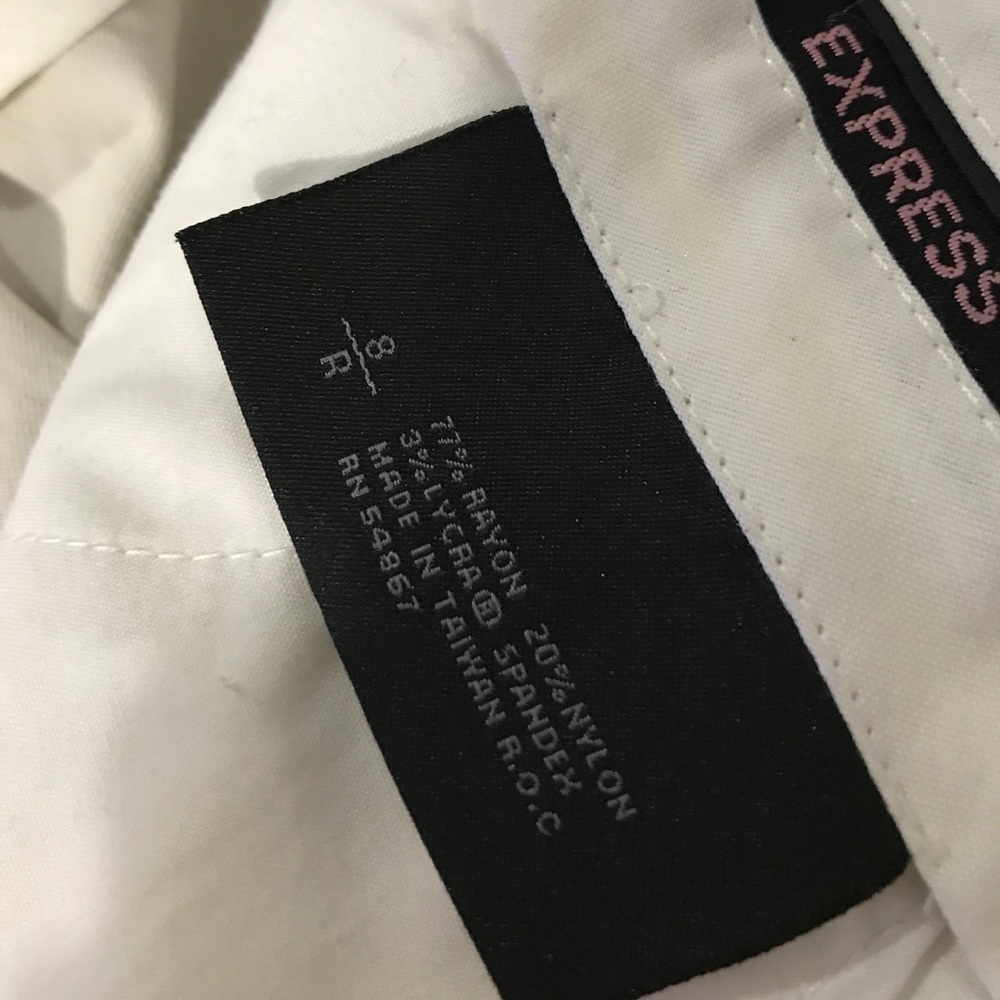 EXPRESS
8
R
77% RAYON 20% NYLON
3% LYCRA® SPANDEX
MADE IN TAIWAN R.O.C
RN 54867